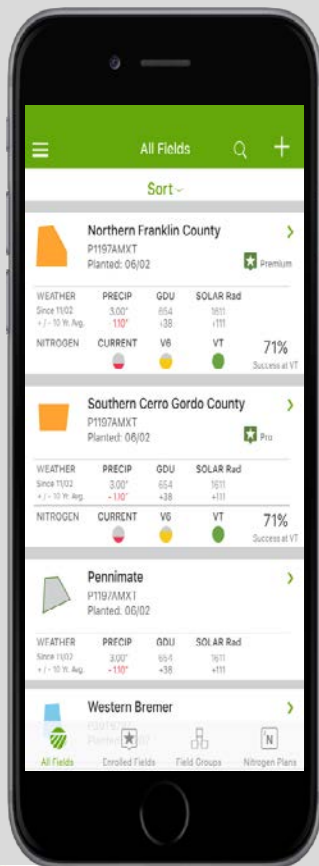 All Fields
Sort
Northern Franklin County
P1197AMXT
Planted: 06/02
Premium
WEATHER PRECIP GDU SOLAR Rad
Since 11/02 3.00" 654 1611
+ / - 10 Yr. Avg. - 1.10" +38 +111
NITROGEN CURRENT V6 VT 71%
Success at VT
Southern Cerro Gordo County
P1197AMXT
Planted: 06/02
Pro
WEATHER PRECIP GDU SOLAR Rad
Since 11/02 3.00" 654 1611
+ / - 10 Yr. Avg. - 1.10" +38 +111
NITROGEN CURRENT V6 VT 71%
Success at VT
Pennimate
P1197AMXT
Planted: 06/02
WEATHER PRECIP GDU SOLAR Rad
Since 11/02 3.00" 654 1611
+ / - 10 Yr. Avg. - 1.10" +38 +111
Western Bremer
N
All Fields Enrolled Fields Field Groups Nitrogen Plans